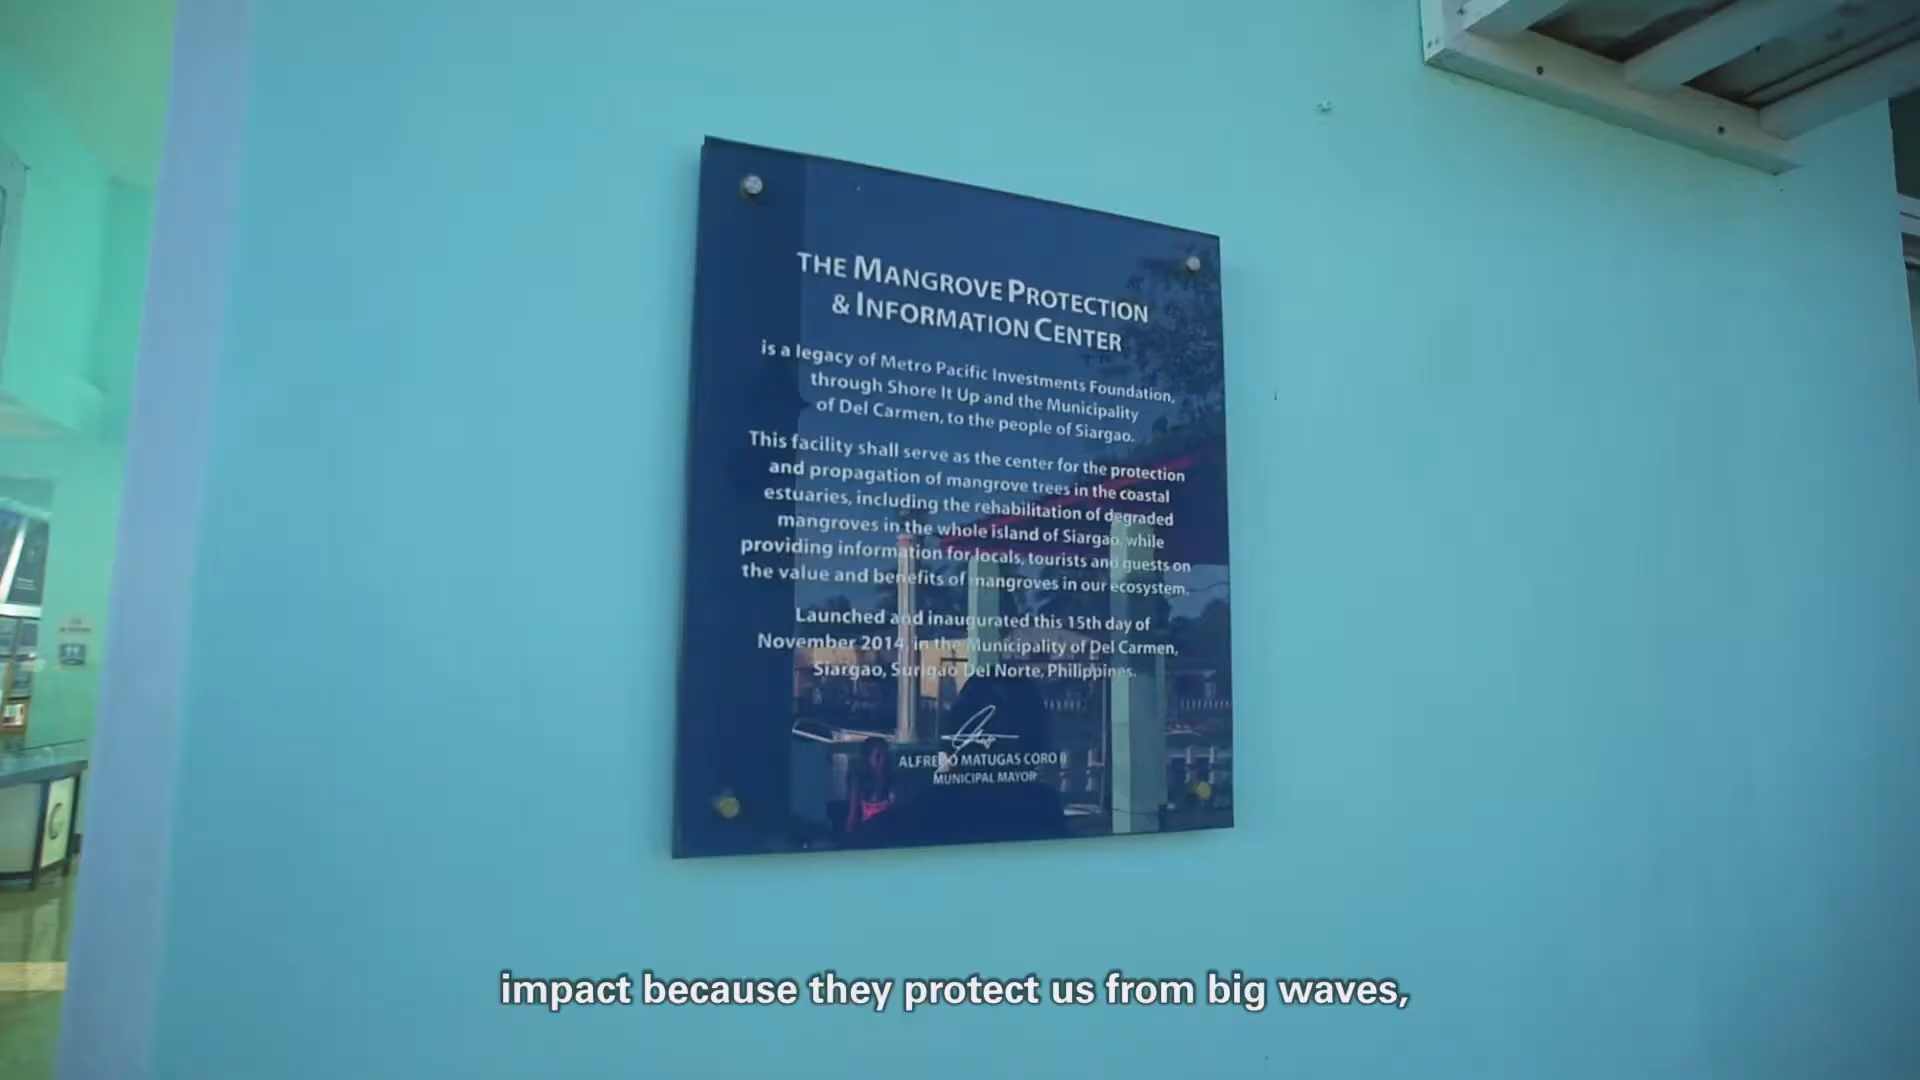 THE MANGROVE PROTECTION
& INFORMATION CENTER
is a legacy of Metro Pacific Investments Foundation,
through Shore It Up and the Municipality
of Del Carmen, to the people of Siargao.
This facility shall serve as the center for the protection
and propagation of mangrove trees in the coastal
estuaries, including the rehabilitation of degraded
mangroves in the whole island of Siargao, while
providing information for locals, tourists and guests on
the value and benefits of mangroves in our ecosystem.
Launched and inaugurated this 15th day of
November 2014, in the Municipality of Del Carmen,
Siargao, Surigao Del Norte, Philippines.
ALFREDO MATUGAS CORO II
MUNICIPAL MAYOR
impact because they protect us from big waves,